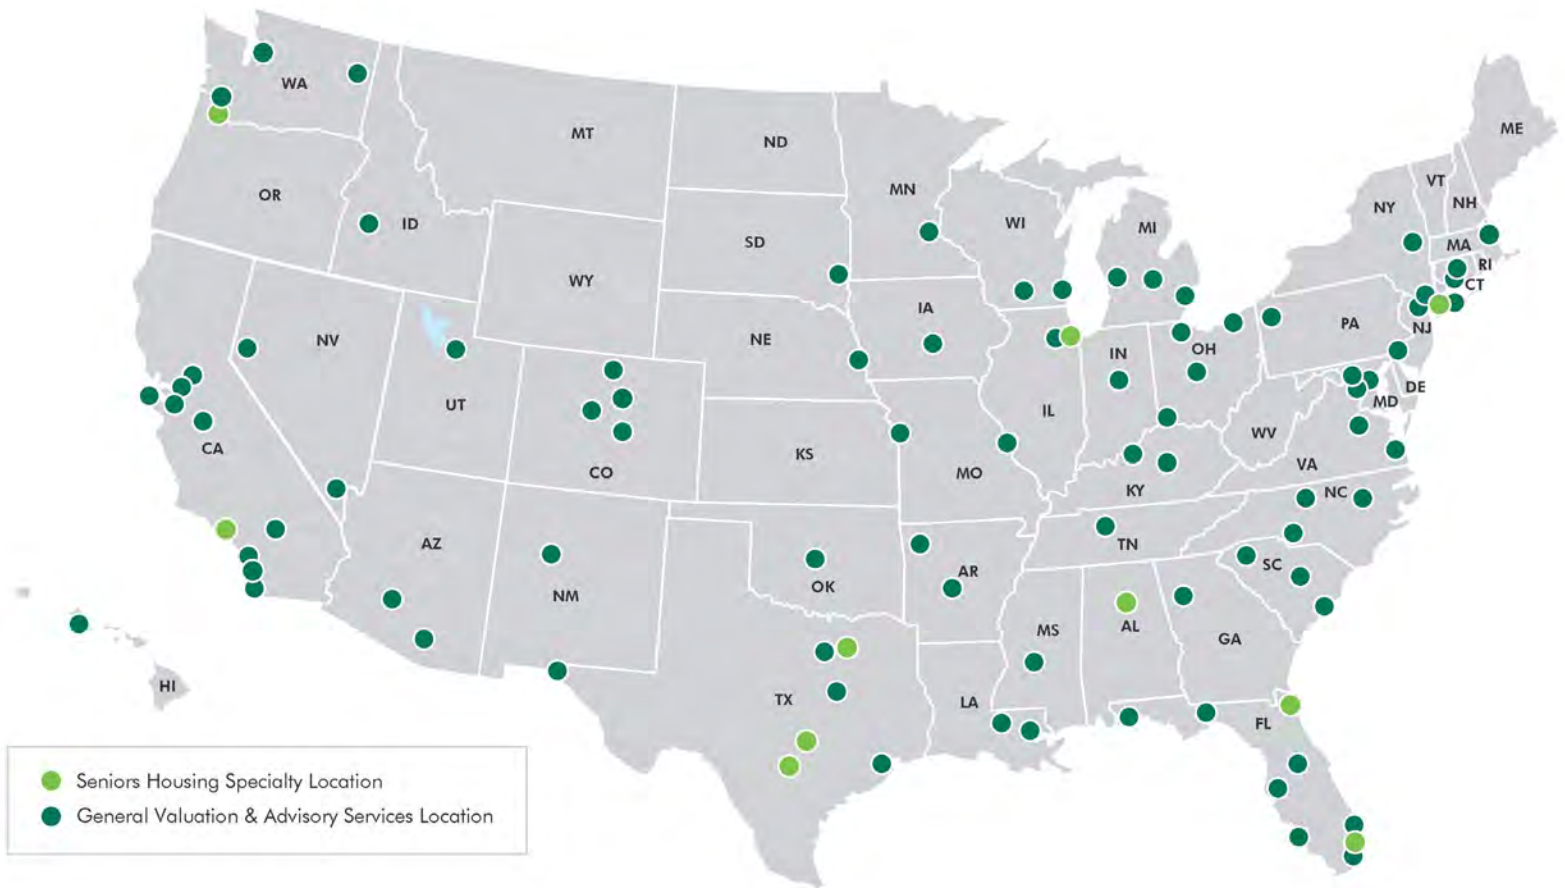 WA
MT
ND
ME
OR
ID
MN
VT
NH
NY
WI
MI
SD
MA
RI
WY
CT
IA
NV
NE
PA
NJ
OH
IN
UT
DE
MD
IL
CA
WV
CO
KS
MO
VA
KY
NC
AZ
TN
NM
OK
AR
SC
MS
AL
GA
HI
TX
LA
FL
Seniors Housing Specialty Location
General Valuation & Advisory Services Location